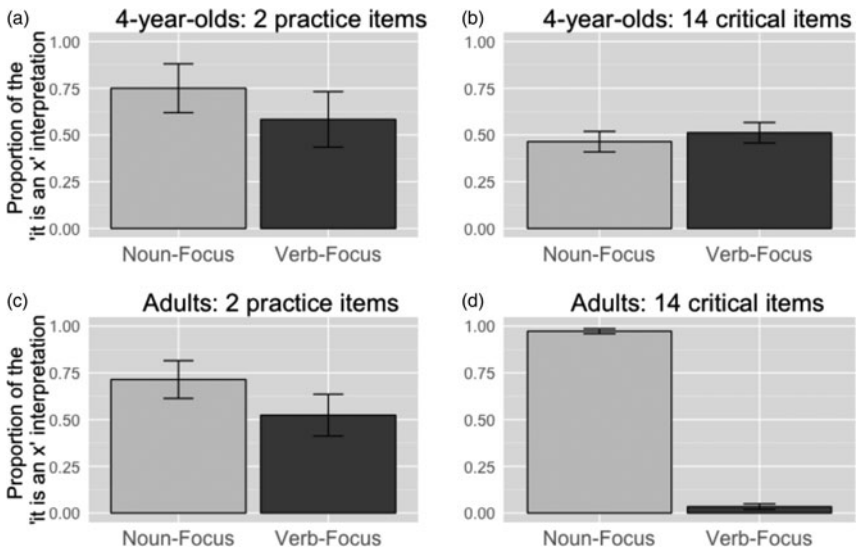 (a) 4-year-olds: 2 practice items
Proportion of the
'it is an x' interpretation
1.00
0.75
0.50
0.25
0.00
Noun-Focus Verb-Focus
(b) 4-year-olds: 14 critical items
1.00
0.75
0.50
0.25
0.00
Noun-Focus Verb-Focus
(c) Adults: 2 practice items
Proportion of the
'it is an x' interpretation
1.00
0.75
0.50
0.25
0.00
Noun-Focus Verb-Focus
(d) Adults: 14 critical items
1.00
0.75
0.50
0.25
0.00
Noun-Focus Verb-Focus